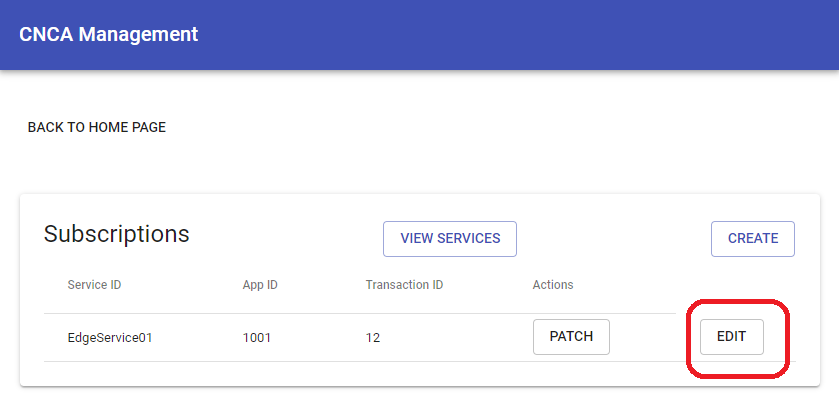 CNCA Management
BACK TO HOME PAGE
Subscriptions VIEW SERVICES CREATE
Service ID App ID Transaction ID Actions
EdgeService01 1001 12 PATCH EDIT